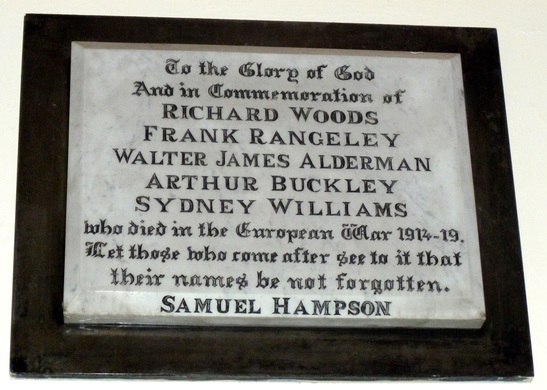 To the Glory of God
And in Commemoration of
RICHARD WOODS
FRANK RANGELEY
WALTER JAMES ALDERMAN
ARTHUR BUCKLEY
SYDNEY WILLIAMS
who died in the European War 1914-19.
Let those who come after see to it that
their names be not forgotten.
SAMUEL HAMPSON